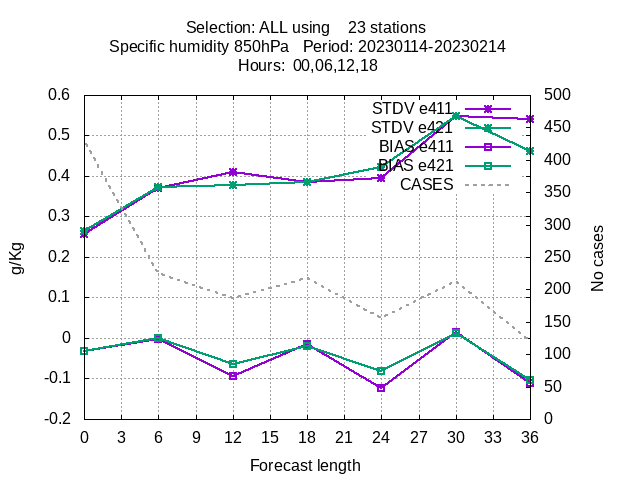 Selection: ALL using    23 stations
Specific humidity 850hPa   Period: 20230114-20230214
Hours:  00,06,12,18
0.6
0.5
0.4
0.3
0.2
0.1
0
-0.1
-0.2
g/Kg
STDV e411
STDV e421
BIAS e411
BIAS e421
CASES
500
450
400
350
300
250
200
150
100
50
0
No cases
0 3 6 9 12 15 18 21 24 27 30 33 36
Forecast length